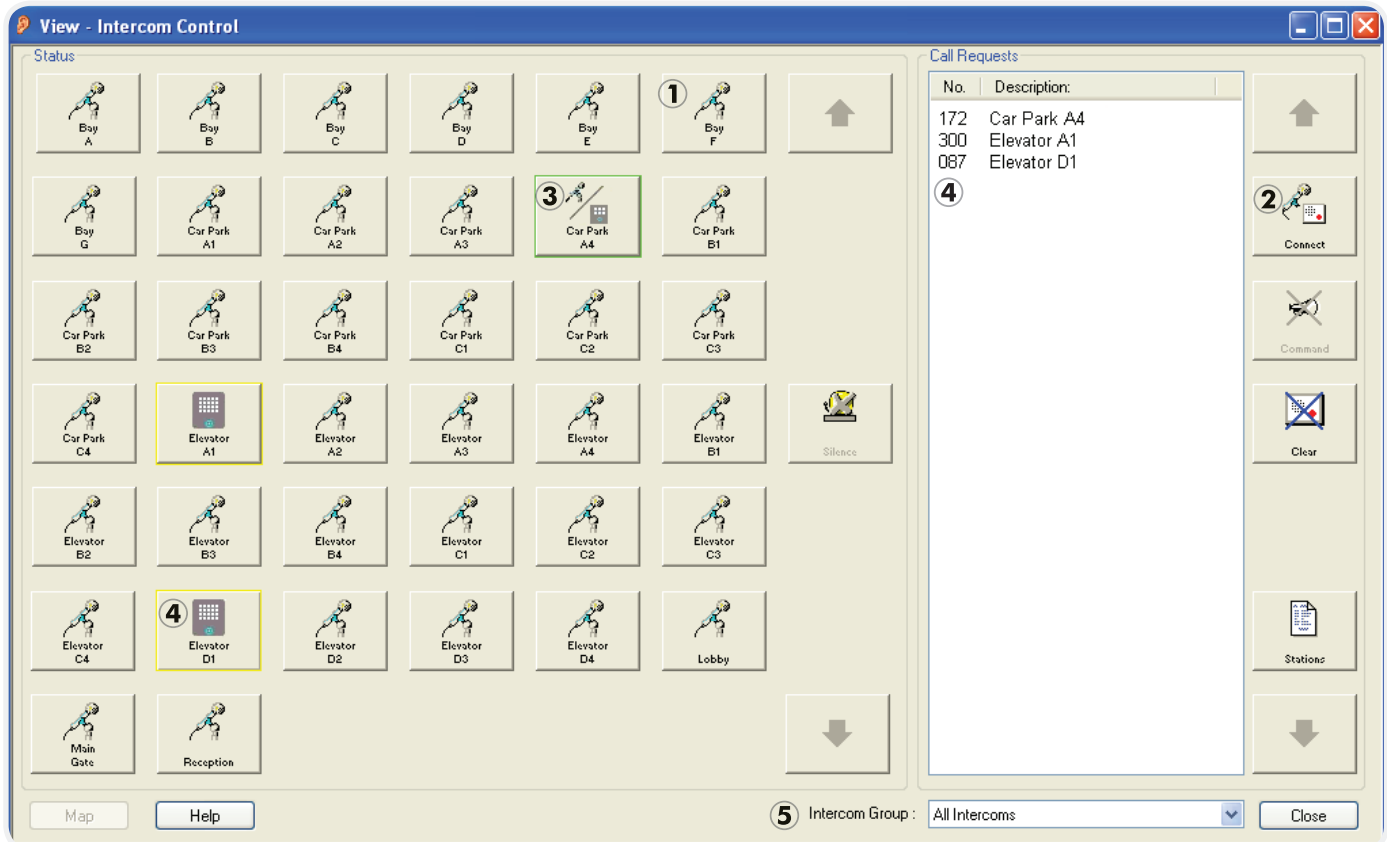 View - Intercom Control
Status
Bay
A
Bay
B
Bay
C
Bay
D
Bay
E
1
Bay
F
Bay
G
Car Park
A1
Car Park
A2
Car Park
A3
3
Car Park
A4
Car Park
B1
Car Park
B2
Car Park
B3
Car Park
B4
Car Park
C1
Car Park
C2
Car Park
C3
Car Park
C4
Elevator
A1
Elevator
A2
Elevator
A3
Elevator
A4
Elevator
B1
Silence
Elevator
B2
Elevator
B3
Elevator
B4
Elevator
C1
Elevator
C2
Elevator
C3
Elevator
C4
4
Elevator
D1
Elevator
D2
Elevator
D3
Elevator
D4
Lobby
Main
Gate
Reception
Call Requests
No. Description:
172 Car Park A4
300 Elevator A1
087 Elevator D1
4
2
Connect
Command
Clear
Stations
Map
Help
5 Intercom Group : All Intercoms
Close